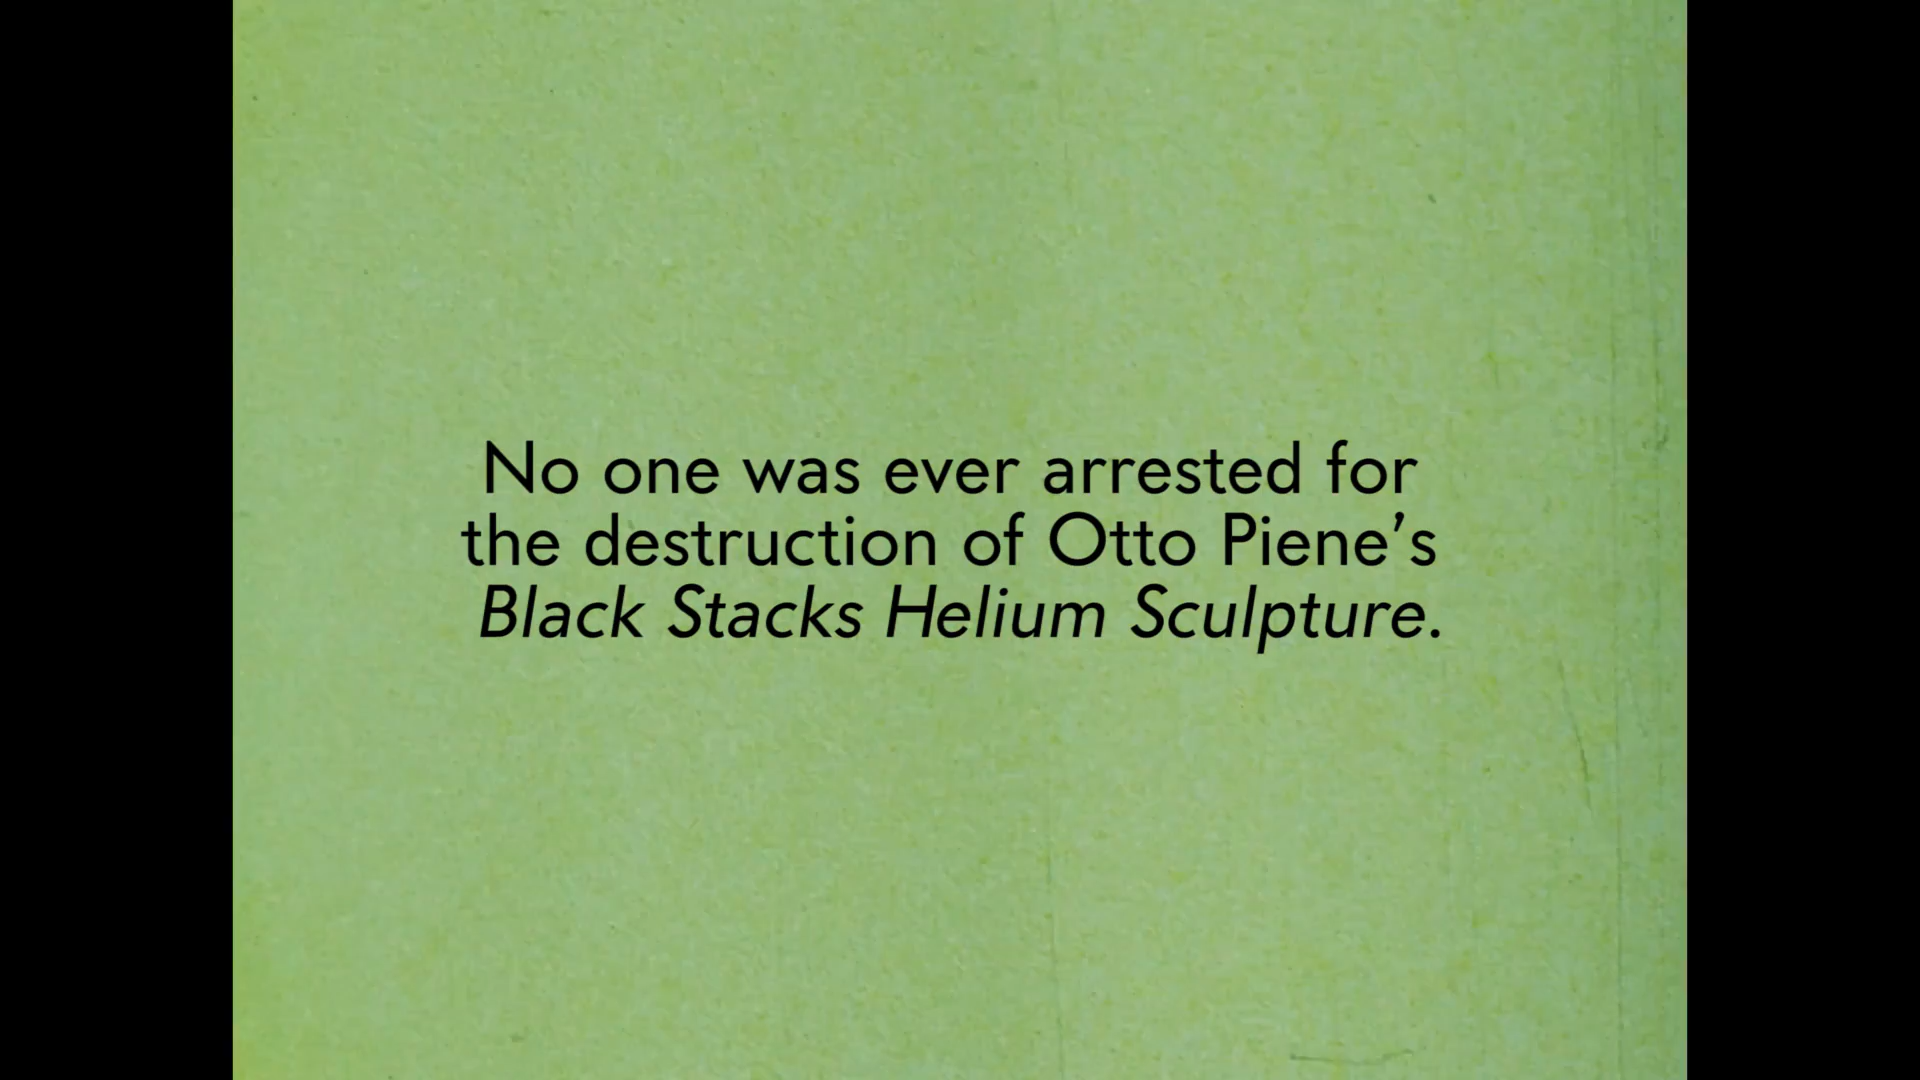 No one was ever arrested for
the destruction of Otto Piene’s
Black Stacks Helium Sculpture.